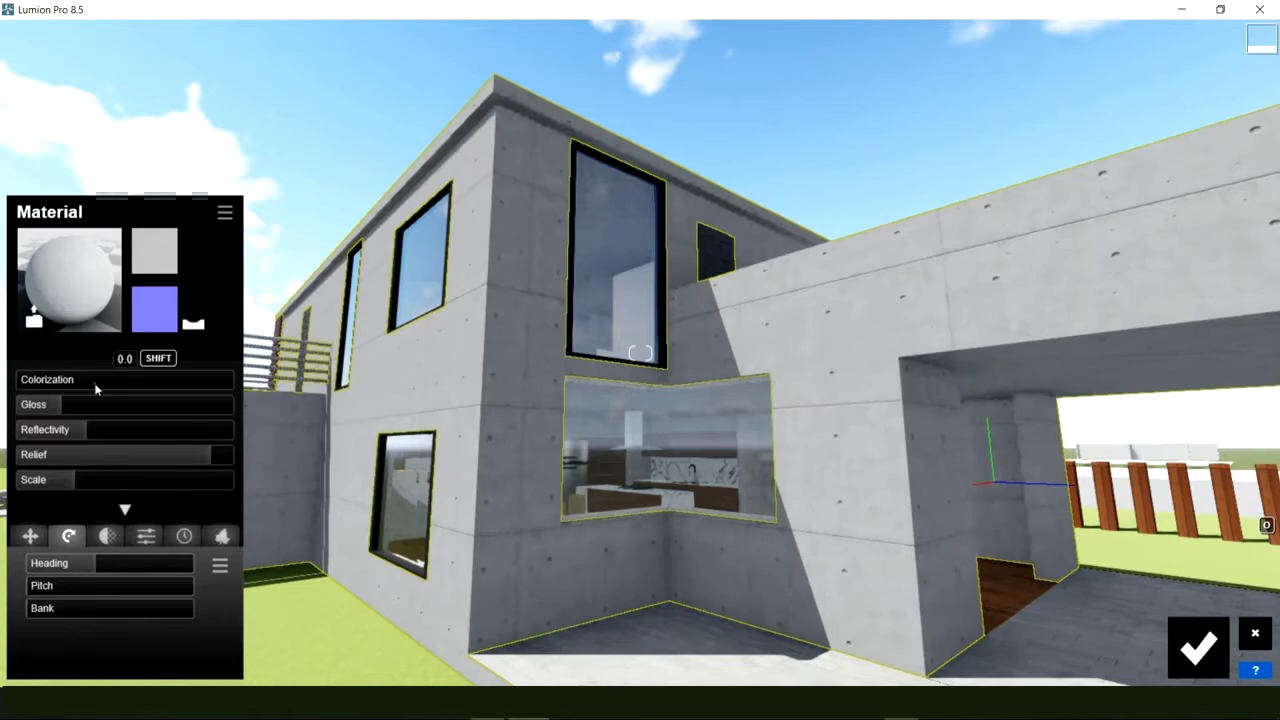 Lumion Pro 8.5
Material
0.0 SHIFT
Colorization
Gloss
Reflectivity
Relief
Scale
Heading
Pitch
Bank
O
?